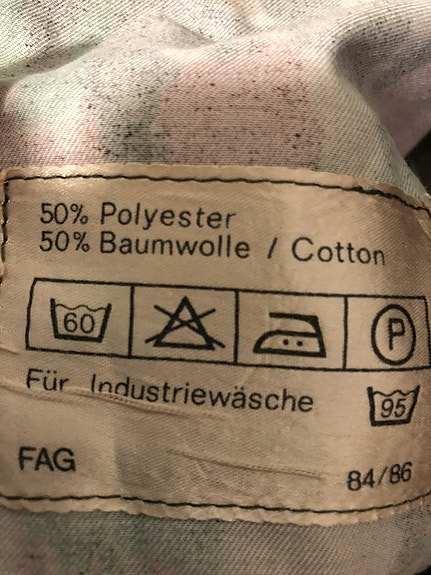 50% Polyester
50% Baumwolle / Cotton
60 P
Für Industriewäsche 95
FAG 84/86